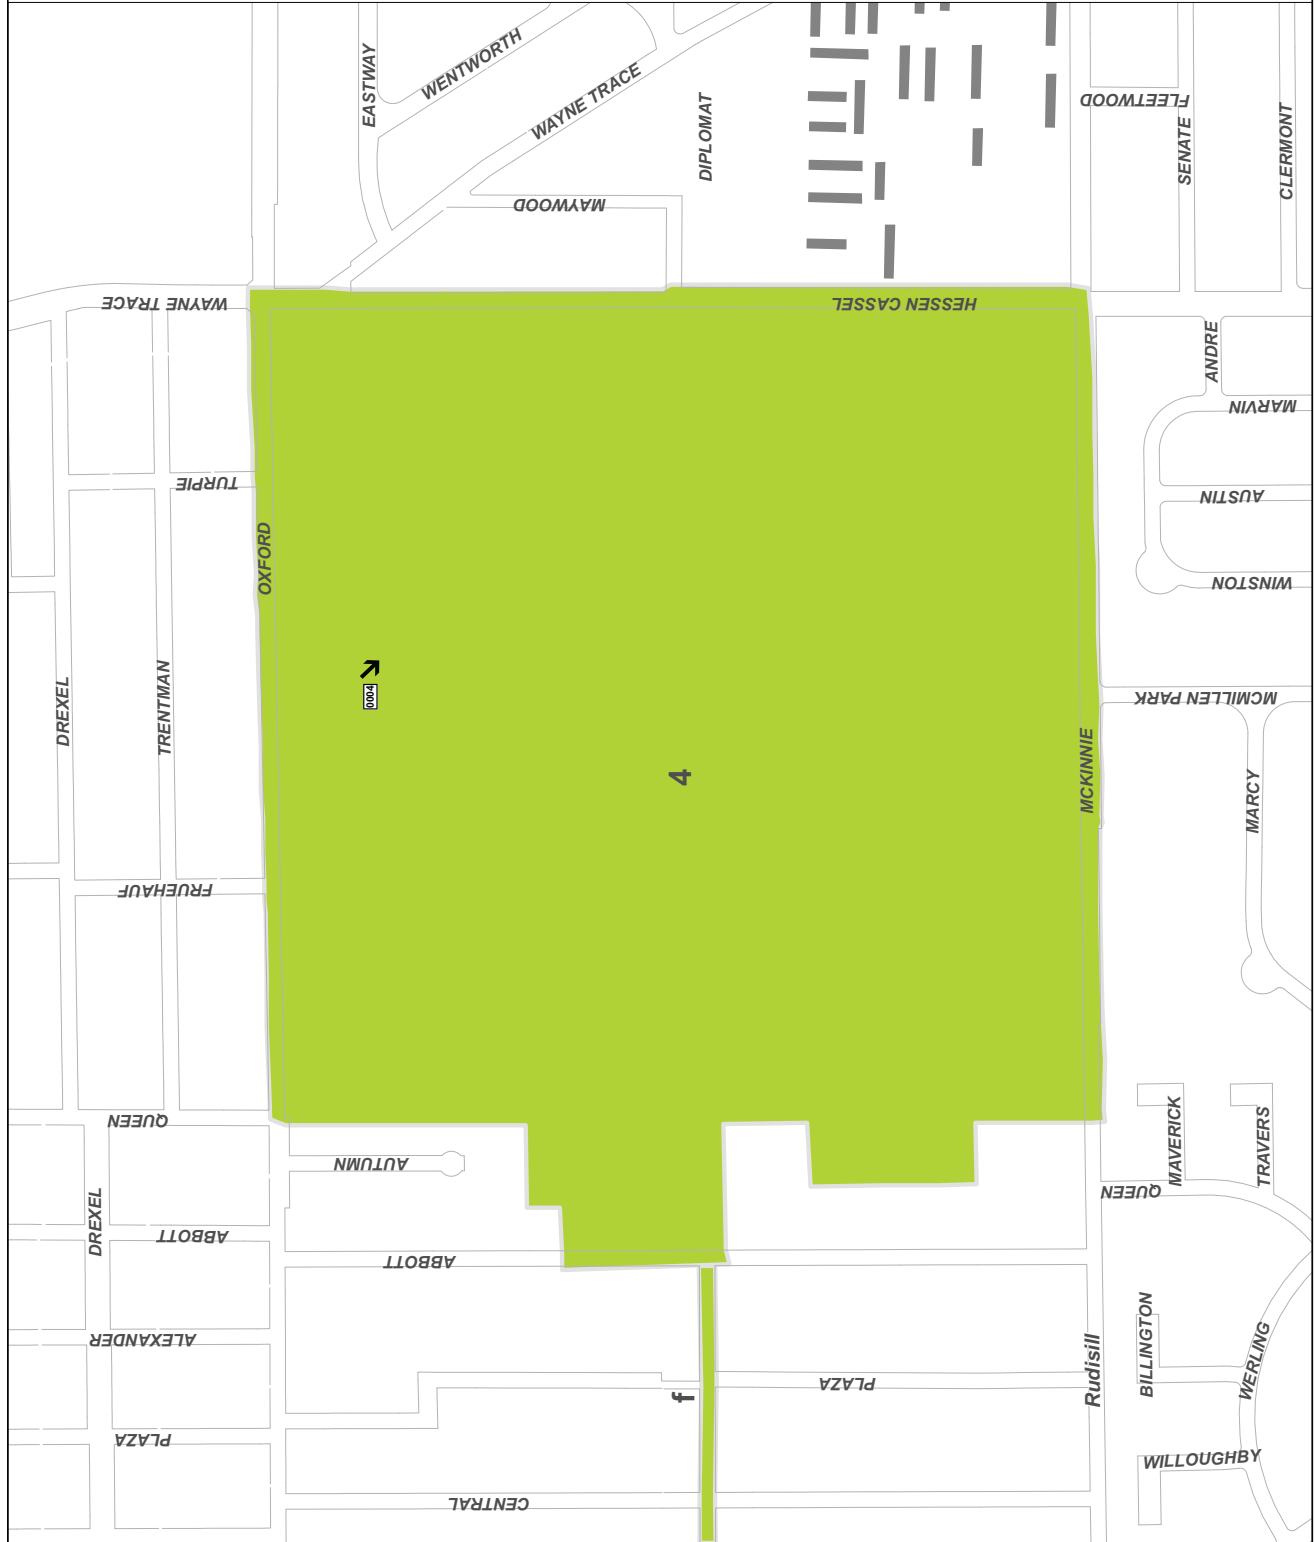 EASTWAY
WENTWORTH
WAYNE TRACE
DIPLOMAT
FLEETWOOD
SENATE
CLERMONT
MAYWOOD
WAYNE TRACE
HESSEN CASSEL
ANDRE
MARVIN
TURPIE
AUSTIN
OXFORD
WINSTON
DREXEL
TRENTMAN
0004
MCMILLEN PARK
4
MCKINNIE
MARCY
FRUEHAUF
QUEEN
AUTUMN
MAVERICK
TRAVERS
QUEEN
DREXEL
ABBOTT
ABBOTT
ALEXANDER
BILLINGTON
WERLING
Rudisill
PLAZA
f
PLAZA
WILLOUGHBY
CENTRAL